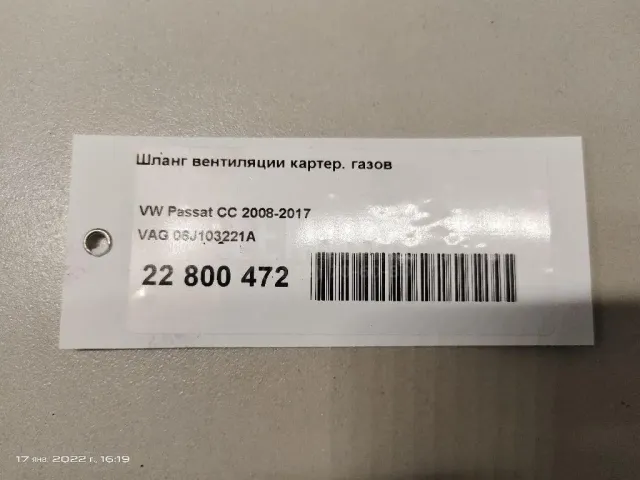 Шланг вентиляции картер. газов
VW Passat CC 2008-2017
VAG 06J103221A
22 800 472
17 янв. 2022 г., 16:19